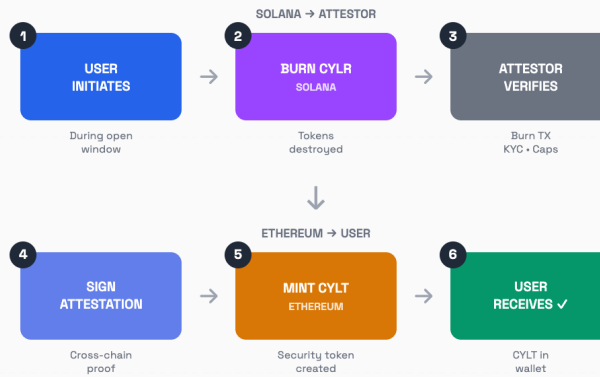 SOLANA → ATTESTOR
1
USER
INITIATES
During open
window
2
BURN CYLR
SOLANA
Tokens
destroyed
3
ATTESTOR
VERIFIES
Burn TX
KYC • Caps
ETHEREUM → USER
4
SIGN
ATTESTATION
Cross-chain
proof
5
MINT CYLT
ETHEREUM
Security token
created
6
USER
RECEIVES ✓
CYLT in
wallet